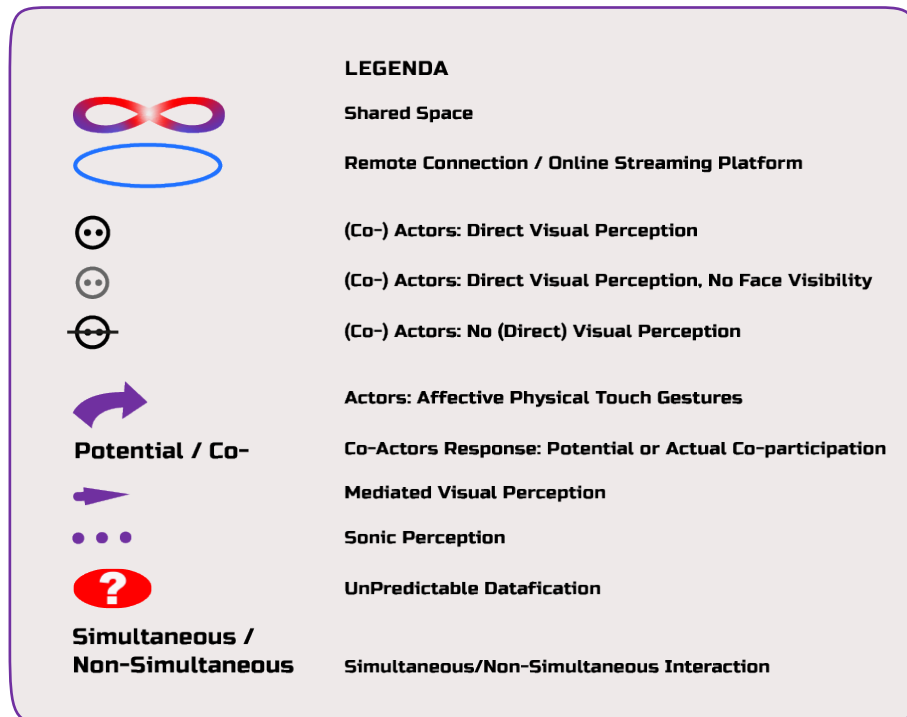 LEGENDA
Shared Space
Remote Connection / Online Streaming Platform
(Co-) Actors: Direct Visual Perception
(Co-) Actors: Direct Visual Perception, No Face Visibility
(Co-) Actors: No (Direct) Visual Perception
Actors: Affective Physical Touch Gestures
Potential / Co- Co-Actors Response: Potential or Actual Co-participation
Mediated Visual Perception
Sonic Perception
? UnPredictable Datafication
Simultaneous /
Non-Simultaneous Simultaneous/Non-Simultaneous Interaction